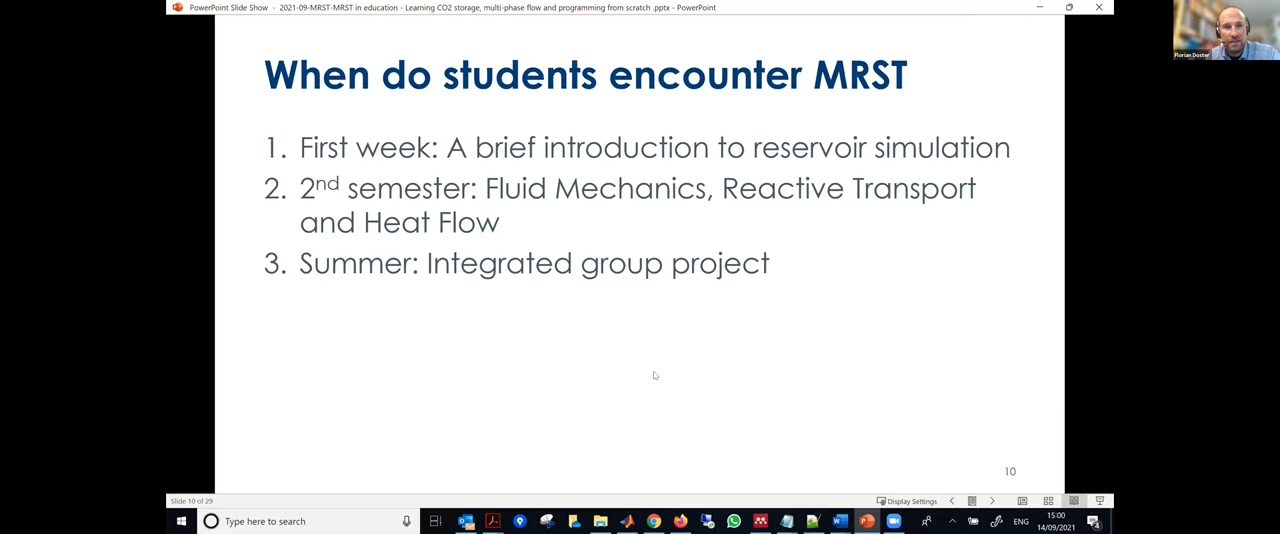 PowerPoint Slide Show - 2021-09-MRST-MRST in education - Learning CO2 storage, multi-phase flow and programming from scratch .pptx - PowerPoint
Florian Doster
When do students encounter MRST
1. First week: A brief introduction to reservoir simulation
2. 2nd semester: Fluid Mechanics, Reactive Transport
and Heat Flow
3. Summer: Integrated group project
10
Slide 10 of 29
Display Settings
Type here to search
ENG
15:00
14/09/2021
4